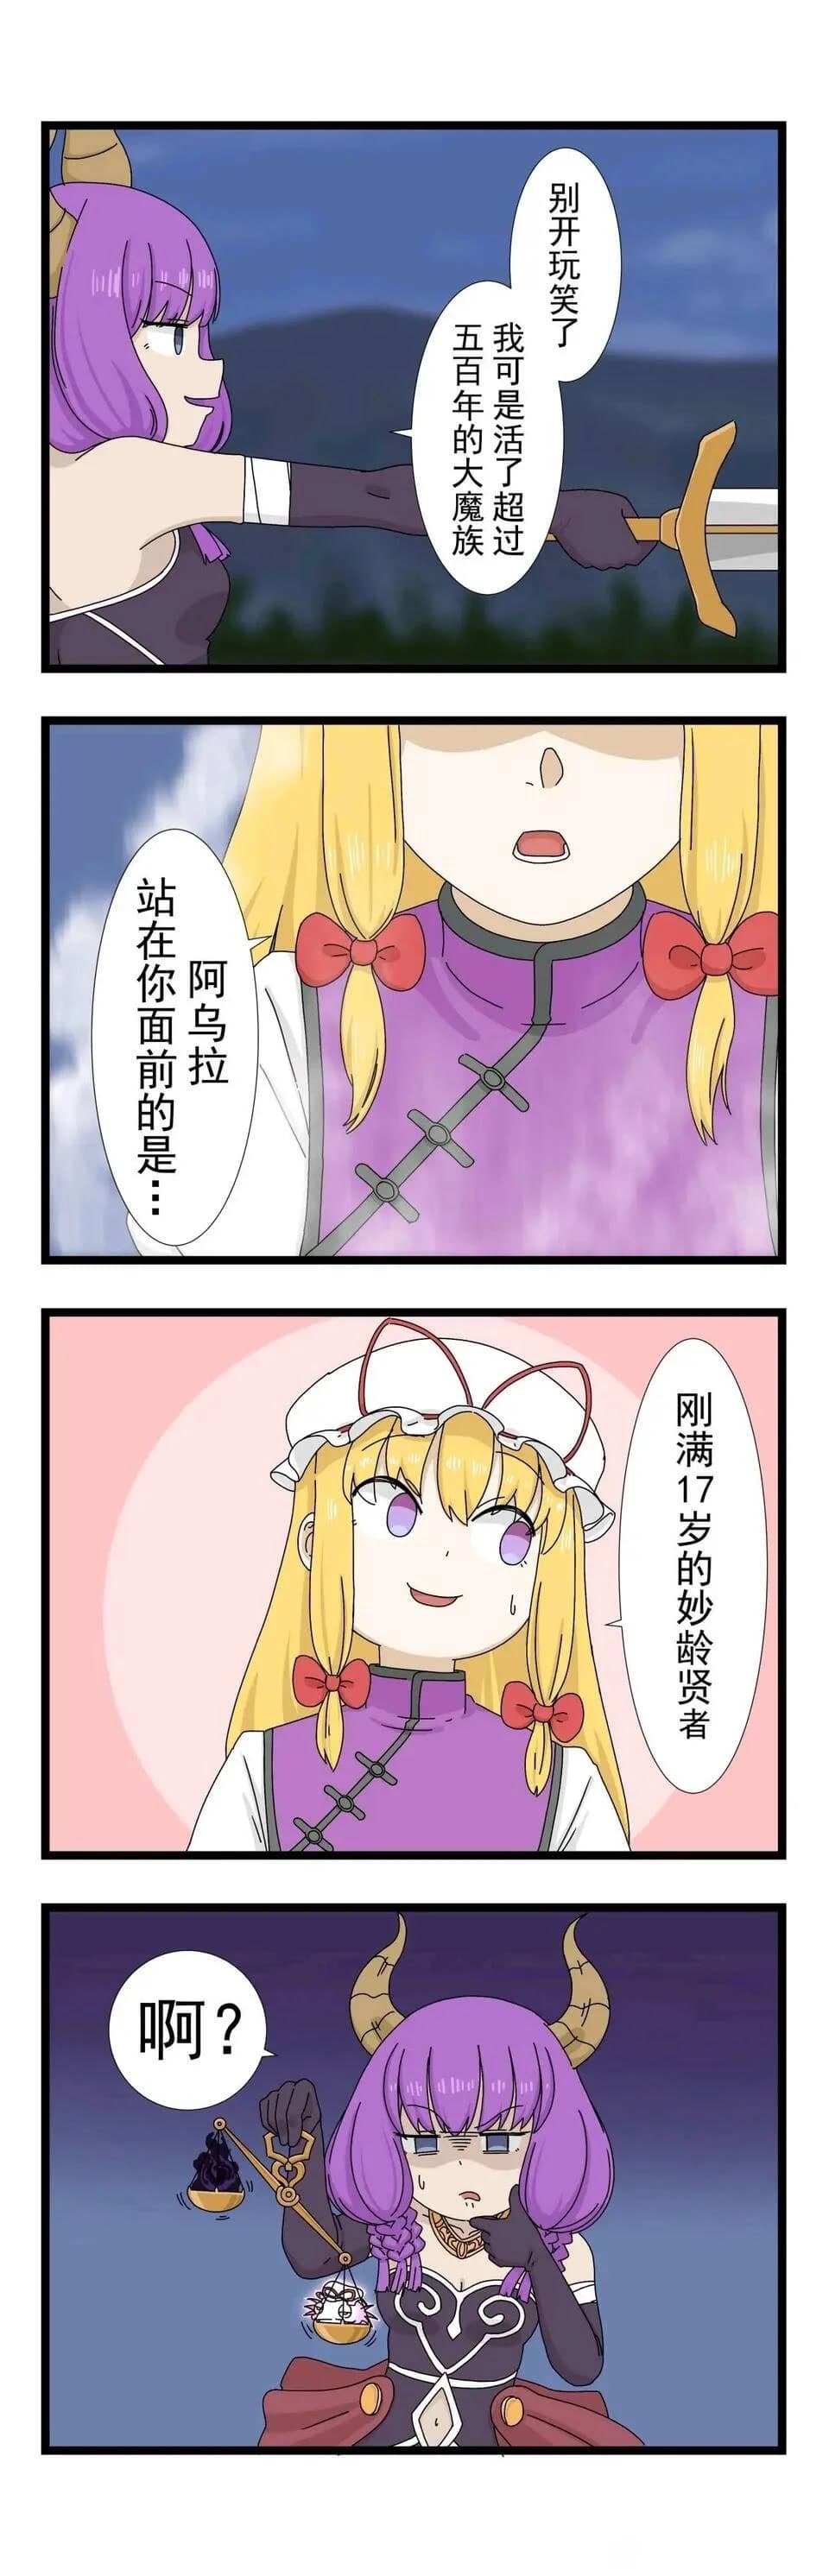 别开玩笑了
我可是活了超过
五百年的大魔族
阿乌拉
站在你面前的是…
刚满17岁的妙龄贤者
啊？